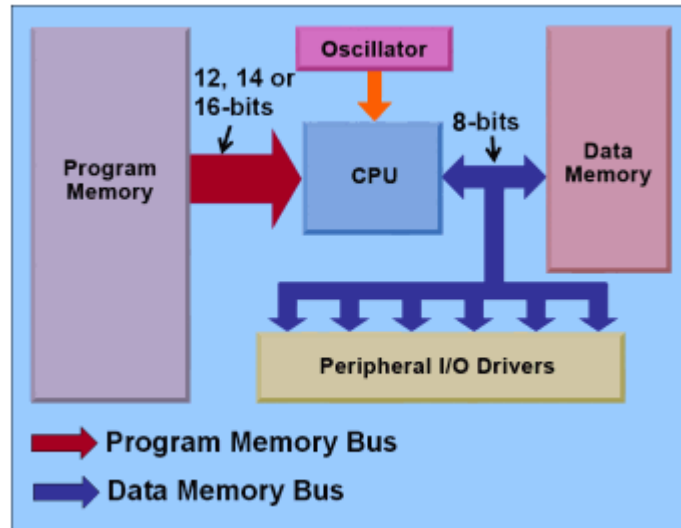 Oscillator
12, 14 or
16-bits
8-bits
Program
Memory
CPU
Data
Memory
Peripheral I/O Drivers
Program Memory Bus
Data Memory Bus